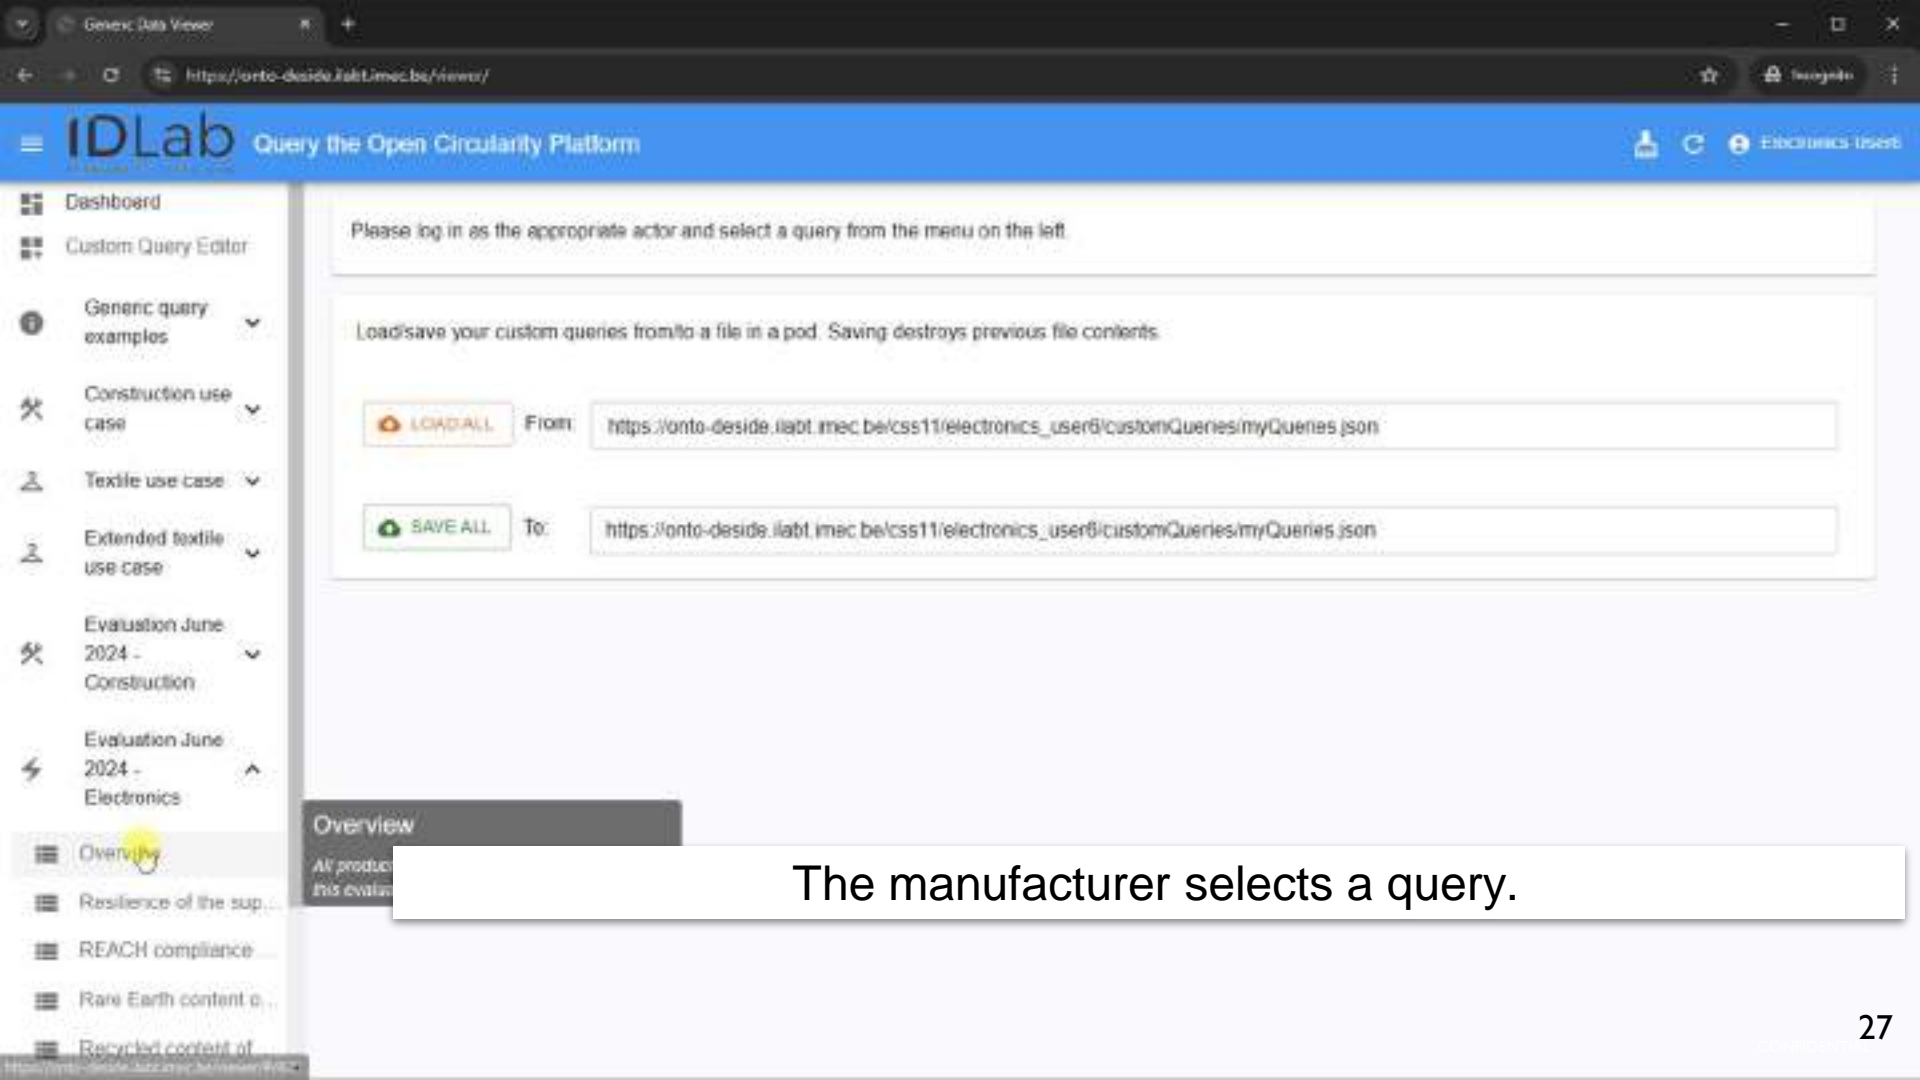 Generic Data Viewer
https://onto-deside.ilabt.imec.be/viewer/
Incognito
IDLab
Query the Open Circularity Platform
Electronics User6
Dashboard
Custom Query Editor
Generic query
examples
Construction use
case
Textile use case
Extended textile
use case
Evaluation June
2024 -
Construction
Evaluation June
2024 -
Electronics
Overview
Resilience of the sup...
REACH compliance ...
Rare Earth content o...
Recycled content of ...
Please log in as the appropriate actor and select a query from the menu on the left.
Load/save your custom queries from/to a file in a pod. Saving destroys previous file contents.
LOAD ALL From: https://onto-deside.ilabt.imec.be/css11/electronics_user6/customQueries/myQueries.json
SAVE ALL To: https://onto-deside.ilabt.imec.be/css11/electronics_user6/customQueries/myQueries.json
Overview
All produc
this evalua
The manufacturer selects a query.
27